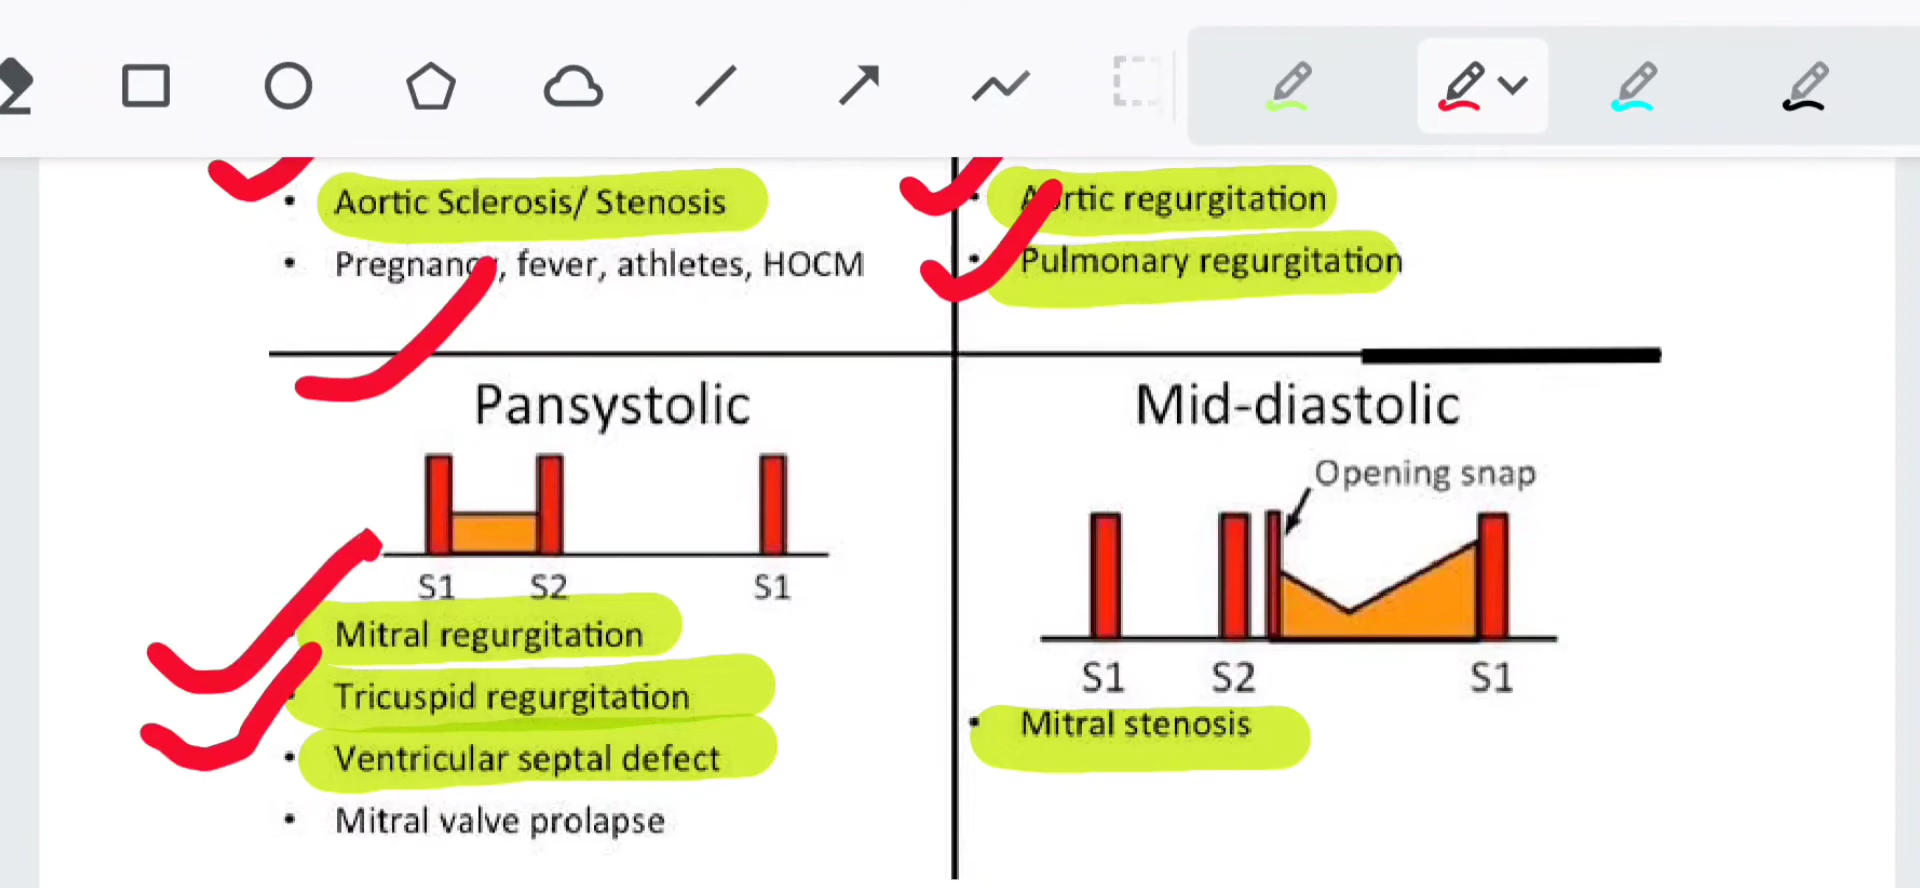 Aortic Sclerosis/ Stenosis
Pregnancy, fever, athletes, HOCM
Aortic regurgitation
Pulmonary regurgitation
Pansystolic
S1 S2 S1
Mitral regurgitation
Tricuspid regurgitation
Ventricular septal defect
Mitral valve prolapse
Mid-diastolic
Opening snap
S1 S2 S1
Mitral stenosis